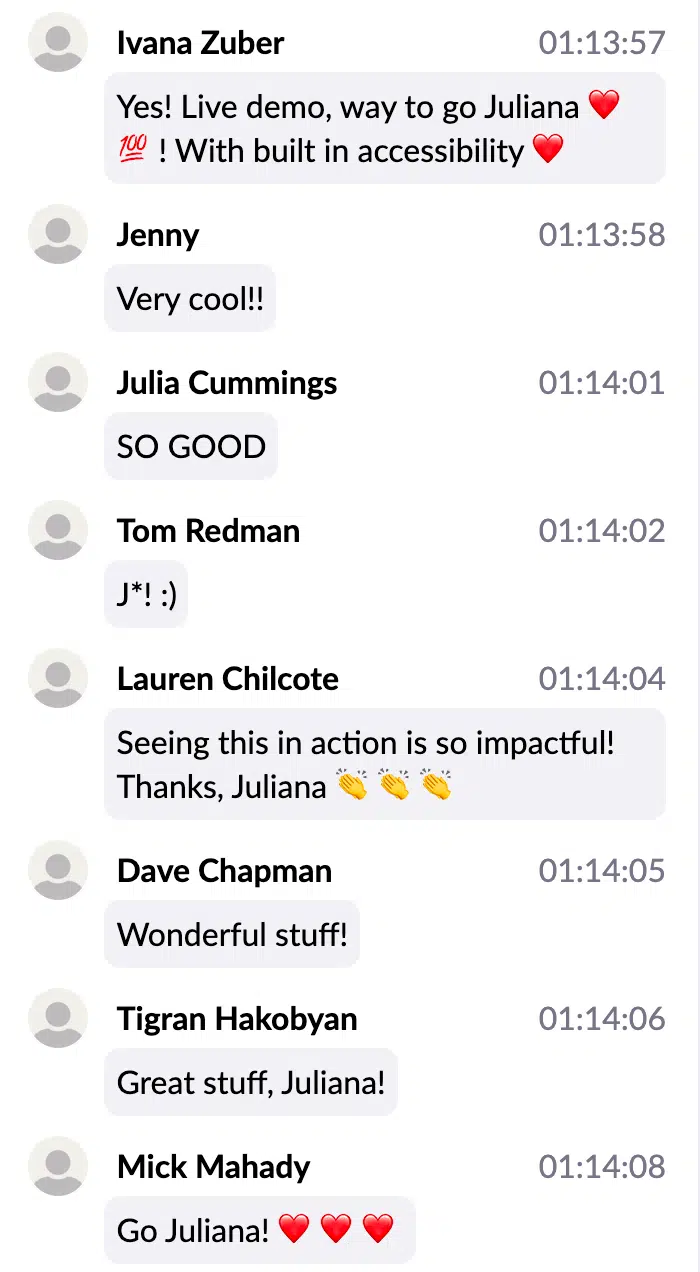 Ivana Zuber 01:13:57
Yes! Live demo, way to go Juliana ❤️
💯 ! With built in accessibility ❤️
Jenny 01:13:58
Very cool!!
Julia Cummings 01:14:01
SO GOOD
Tom Redman 01:14:02
J*! :)
Lauren Chilcote 01:14:04
Seeing this in action is so impactful!
Thanks, Juliana 👏 👏 👏
Dave Chapman 01:14:05
Wonderful stuff!
Tigran Hakobyan 01:14:06
Great stuff, Juliana!
Mick Mahady 01:14:08
Go Juliana! ❤️ ❤️ ❤️